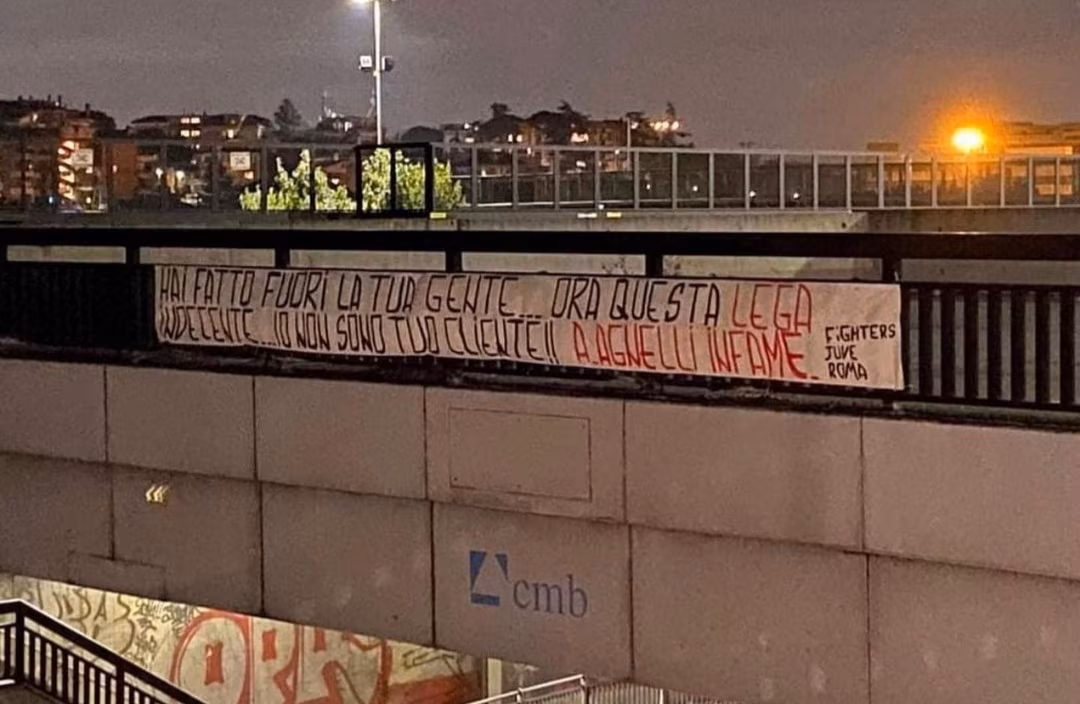 HAI FATTO FUORI LA TUA GENTE... ORA QUESTA LEGA
INDECENTE...IO NON SONO TUO CLIENTE!! A.AGNELLI INFAME.
FIGHTERS
JUVE
ROMA
cmb